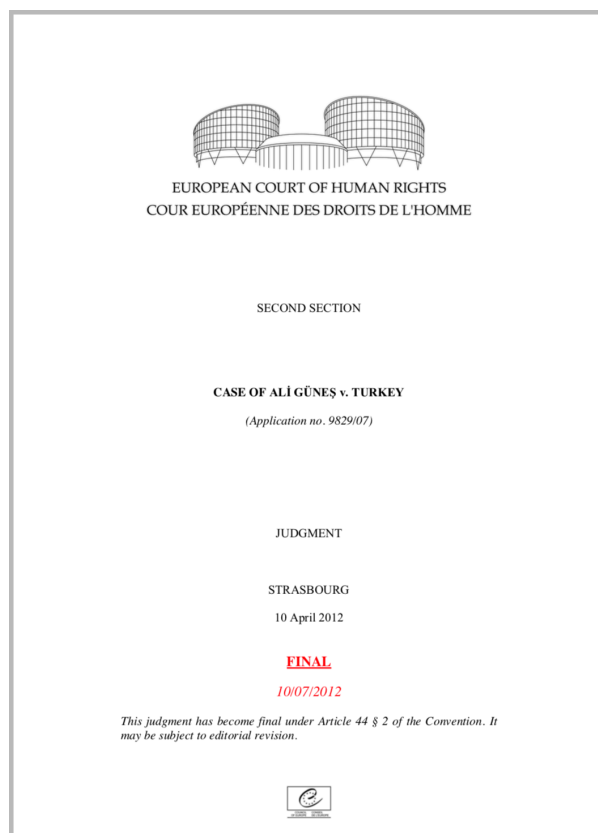 EUROPEAN COURT OF HUMAN RIGHTS
COUR EUROPÉENNE DES DROITS DE L'HOMME
SECOND SECTION
CASE OF ALİ GÜNEŞ v. TURKEY
(Application no. 9829/07)
JUDGMENT
STRASBOURG
10 April 2012
FINAL
10/07/2012
This judgment has become final under Article 44 § 2 of the Convention. It
may be subject to editorial revision.